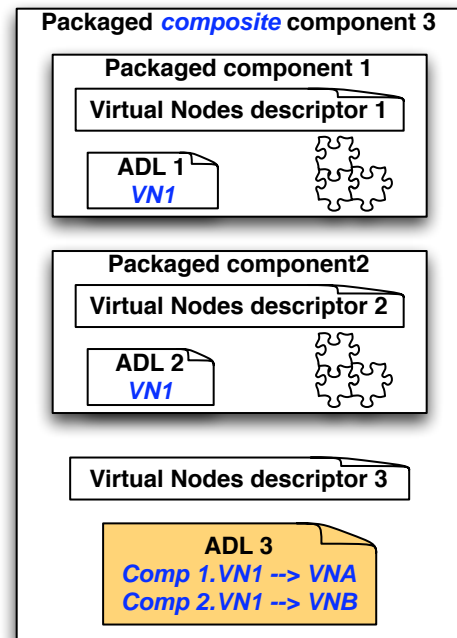 Packaged composite component 3
Packaged component 1
Virtual Nodes descriptor 1
ADL 1
VN1
Packaged component2
Virtual Nodes descriptor 2
ADL 2
VN1
Virtual Nodes descriptor 3
ADL 3
Comp 1.VN1 --> VNA
Comp 2.VN1 --> VNB